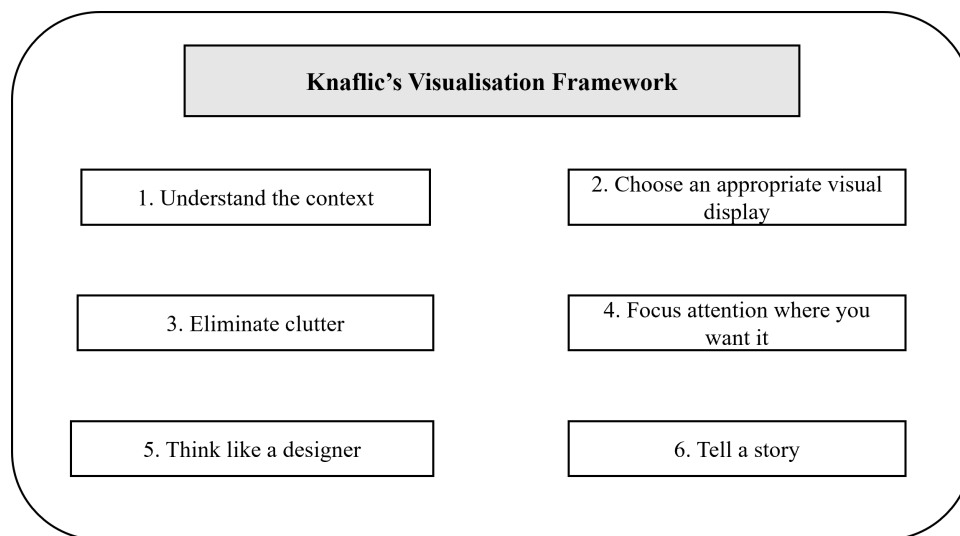 Knaflic’s Visualisation Framework
1. Understand the context
2. Choose an appropriate visual
display
3. Eliminate clutter
4. Focus attention where you
want it
5. Think like a designer
6. Tell a story